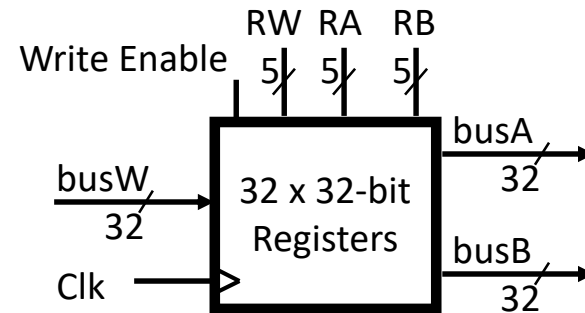 RW RA RB
Write Enable 5 5 5
busA
busW 32 x 32-bit 32
32 Registers
busB
Clk 32